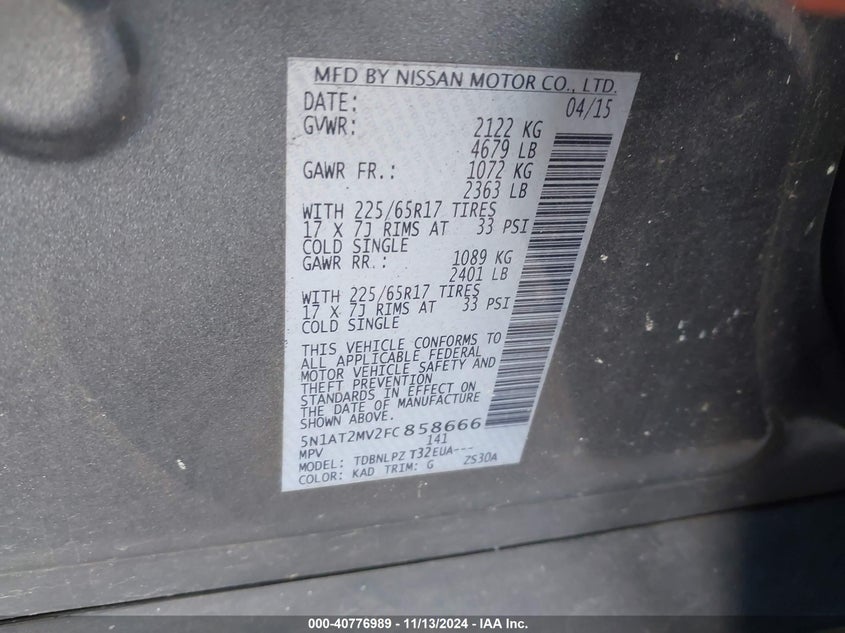 MFD BY NISSAN MOTOR CO., LTD.
DATE: 04/15
GVWR: 2122 KG
4679 LB
GAWR FR.: 1072 KG
2363 LB
WITH 225/65R17 TIRES
17 X 7J RIMS AT 33 PSI
COLD SINGLE
GAWR RR.: 1089 KG
2401 LB
WITH 225/65R17 TIRES
17 X 7J RIMS AT 33 PSI
COLD SINGLE
THIS VEHICLE CONFORMS TO
ALL APPLICABLE FEDERAL
MOTOR VEHICLE SAFETY AND
THEFT PREVENTION
STANDARDS IN EFFECT ON
THE DATE OF MANUFACTURE
SHOWN ABOVE.
5N1AT2MV2FC858666
MPV 141
MODEL: TDBNLPZ T32EUA---
COLOR: KAD TRIM: G ZS30A
000-40776989 - 11/13/2024 - IAA Inc.